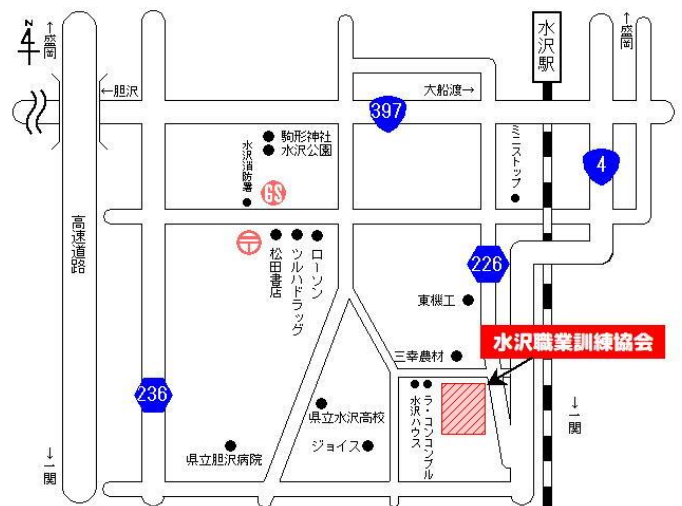 N
←盛岡
水沢駅
←盛岡
←胆沢
大船渡→
397
駒形神社
水沢公園
水沢消防署
GS
ミニストップ
4
高速道路
〒
松田書店
ツルハドラッグ
ローソン
226
東機工
水沢職業訓練協会
三幸農材
236
水沢ハウス
ラ・コンコンブル
県立水沢高校
ジョイス
県立胆沢病院
→一関
→一関